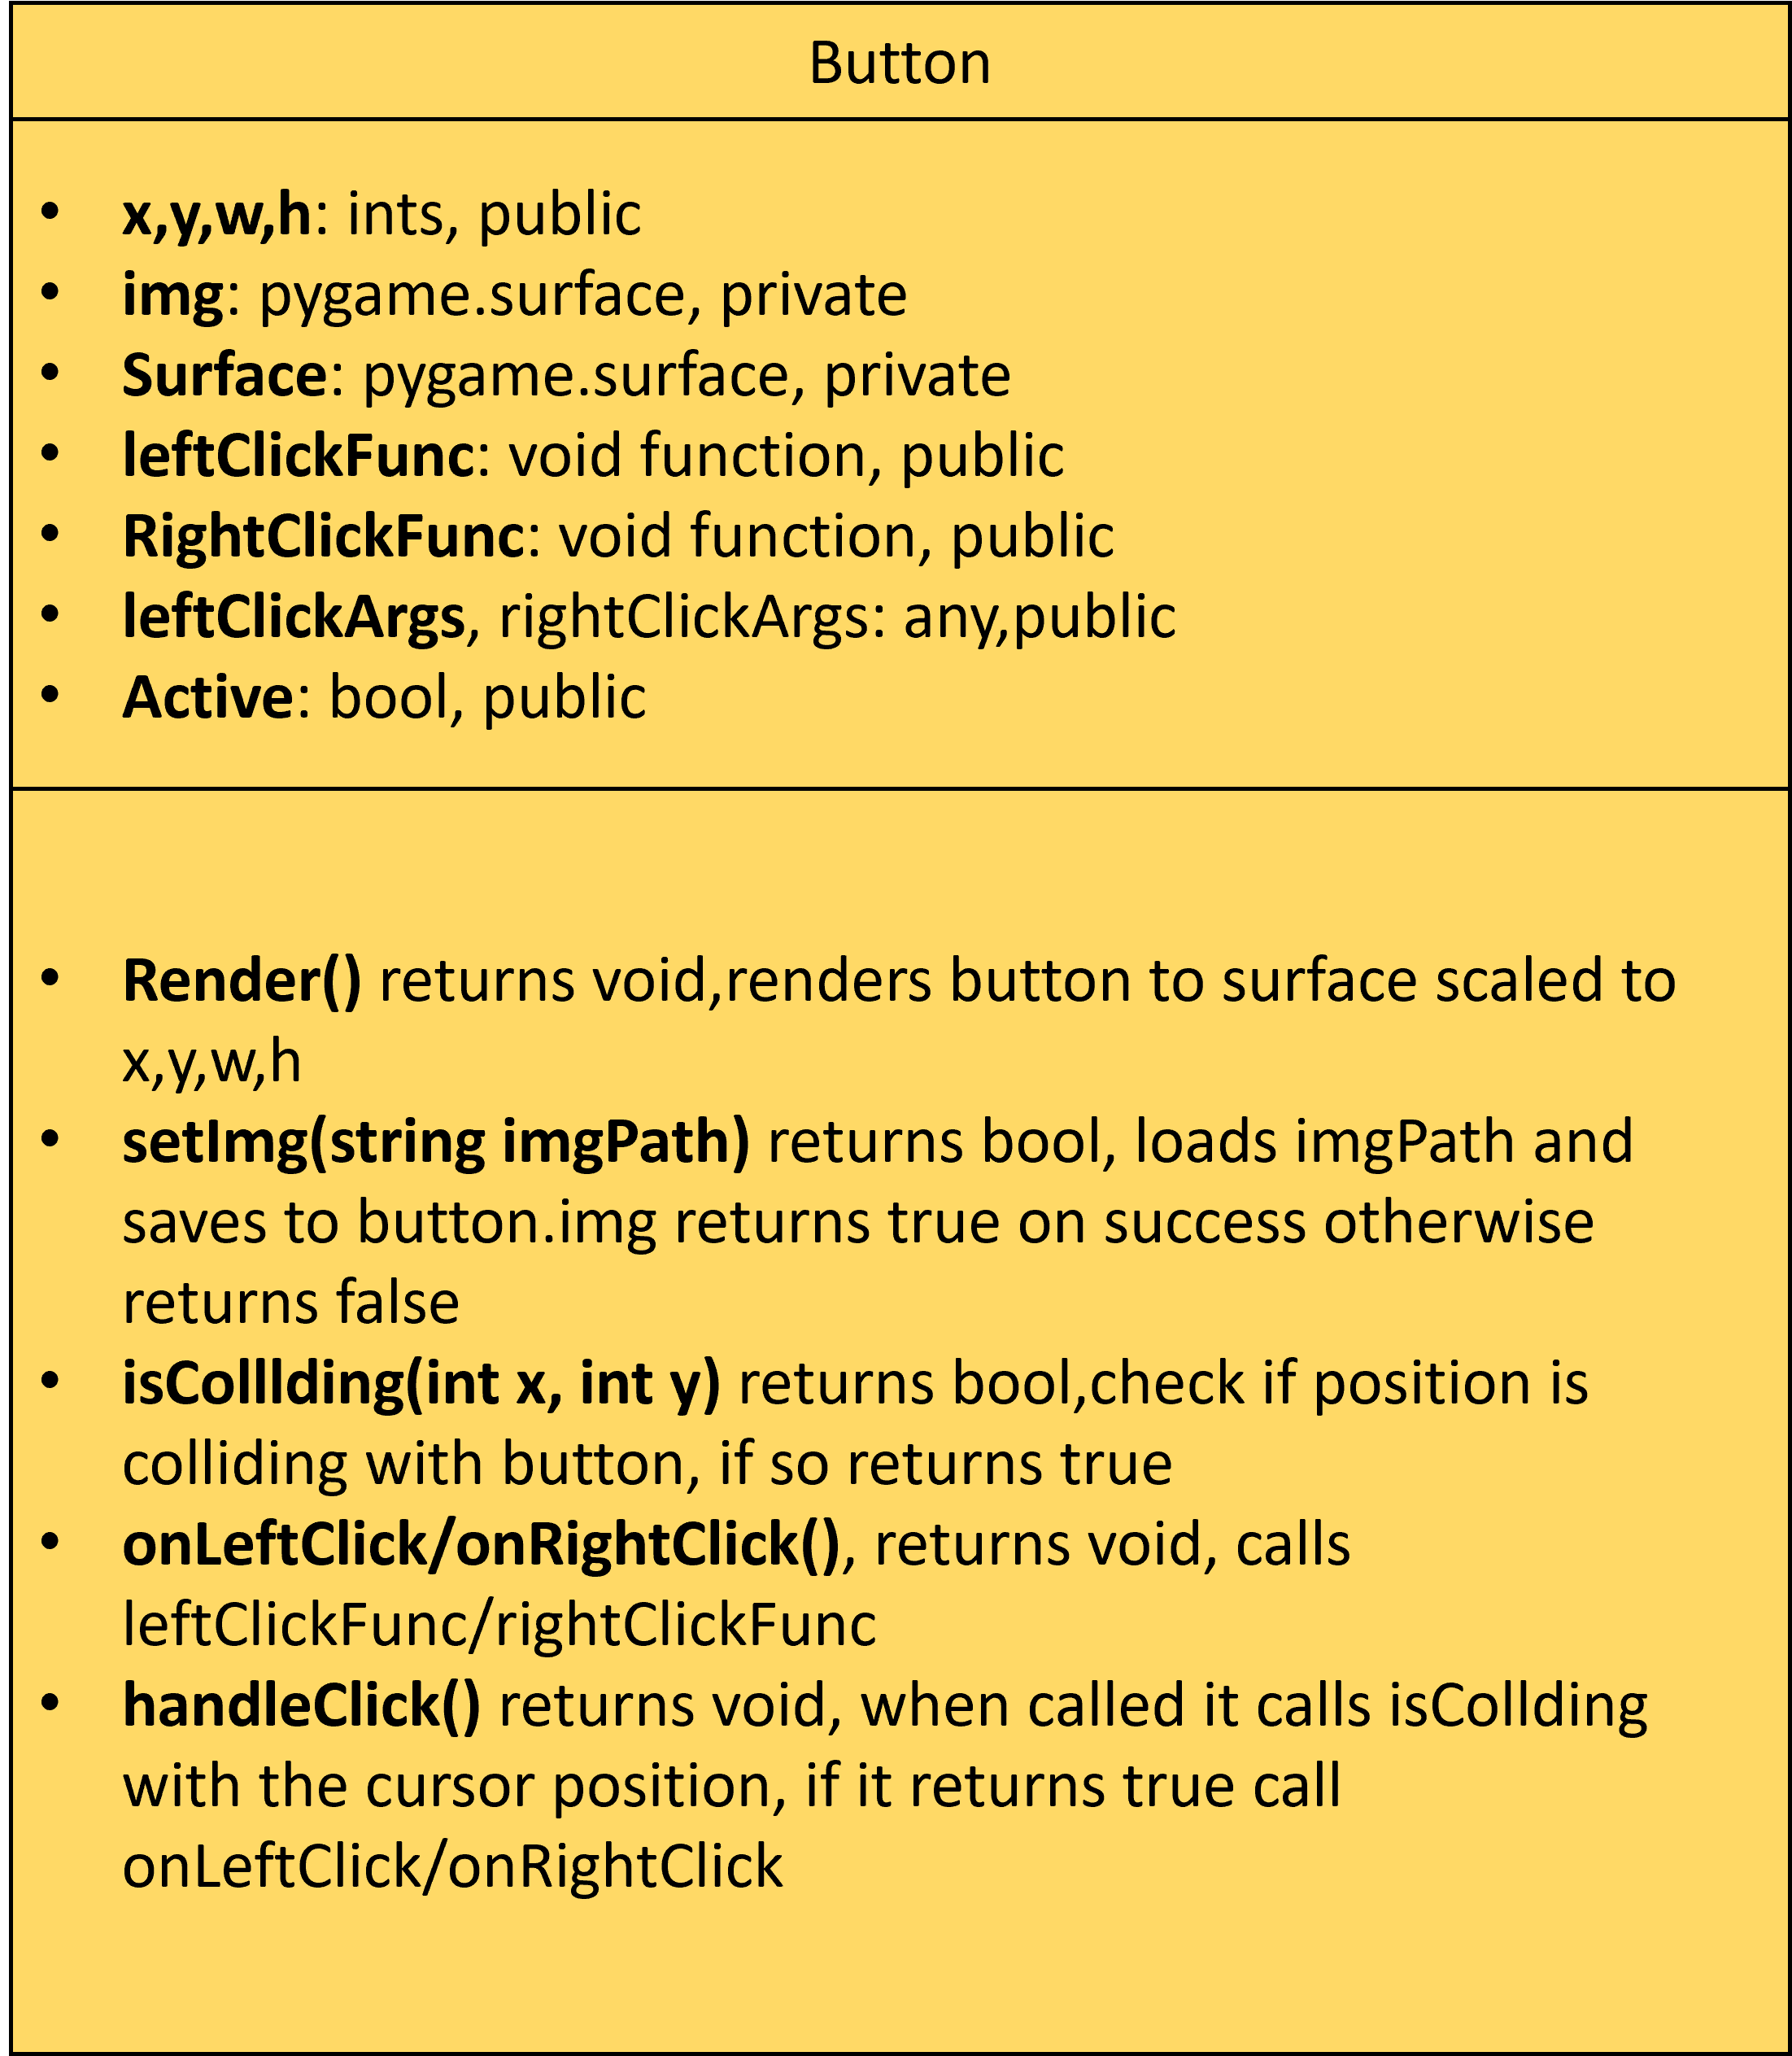 Button
• x,y,w,h: ints, public
• img: pygame.surface, private
• Surface: pygame.surface, private
• leftClickFunc: void function, public
• RightClickFunc: void function, public
• leftClickArgs, rightClickArgs: any,public
• Active: bool, public
• Render() returns void,renders button to surface scaled to
x,y,w,h
• setImg(string imgPath) returns bool, loads imgPath and
saves to button.img returns true on success otherwise
returns false
• isColllding(int x, int y) returns bool,check if position is
colliding with button, if so returns true
• onLeftClick/onRightClick(), returns void, calls
leftClickFunc/rightClickFunc
• handleClick() returns void, when called it calls isCollding
with the cursor position, if it returns true call
onLeftClick/onRightClick